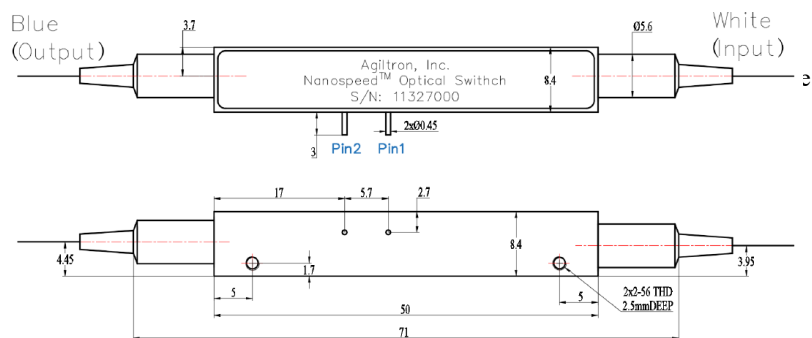 Blue
(Output)
3.7
Agiltron, Inc.
Nanospeed™ Optical Swithch
S/N: 11327000
8.4
Ø5.6
White
(Input)
e
3
2xØ0.45
Pin2
Pin1
17
5.7
2.7
8.4
4.45
1.7
3.95
5
5
2x2-56 THD
2.5mmDEEP
50
71